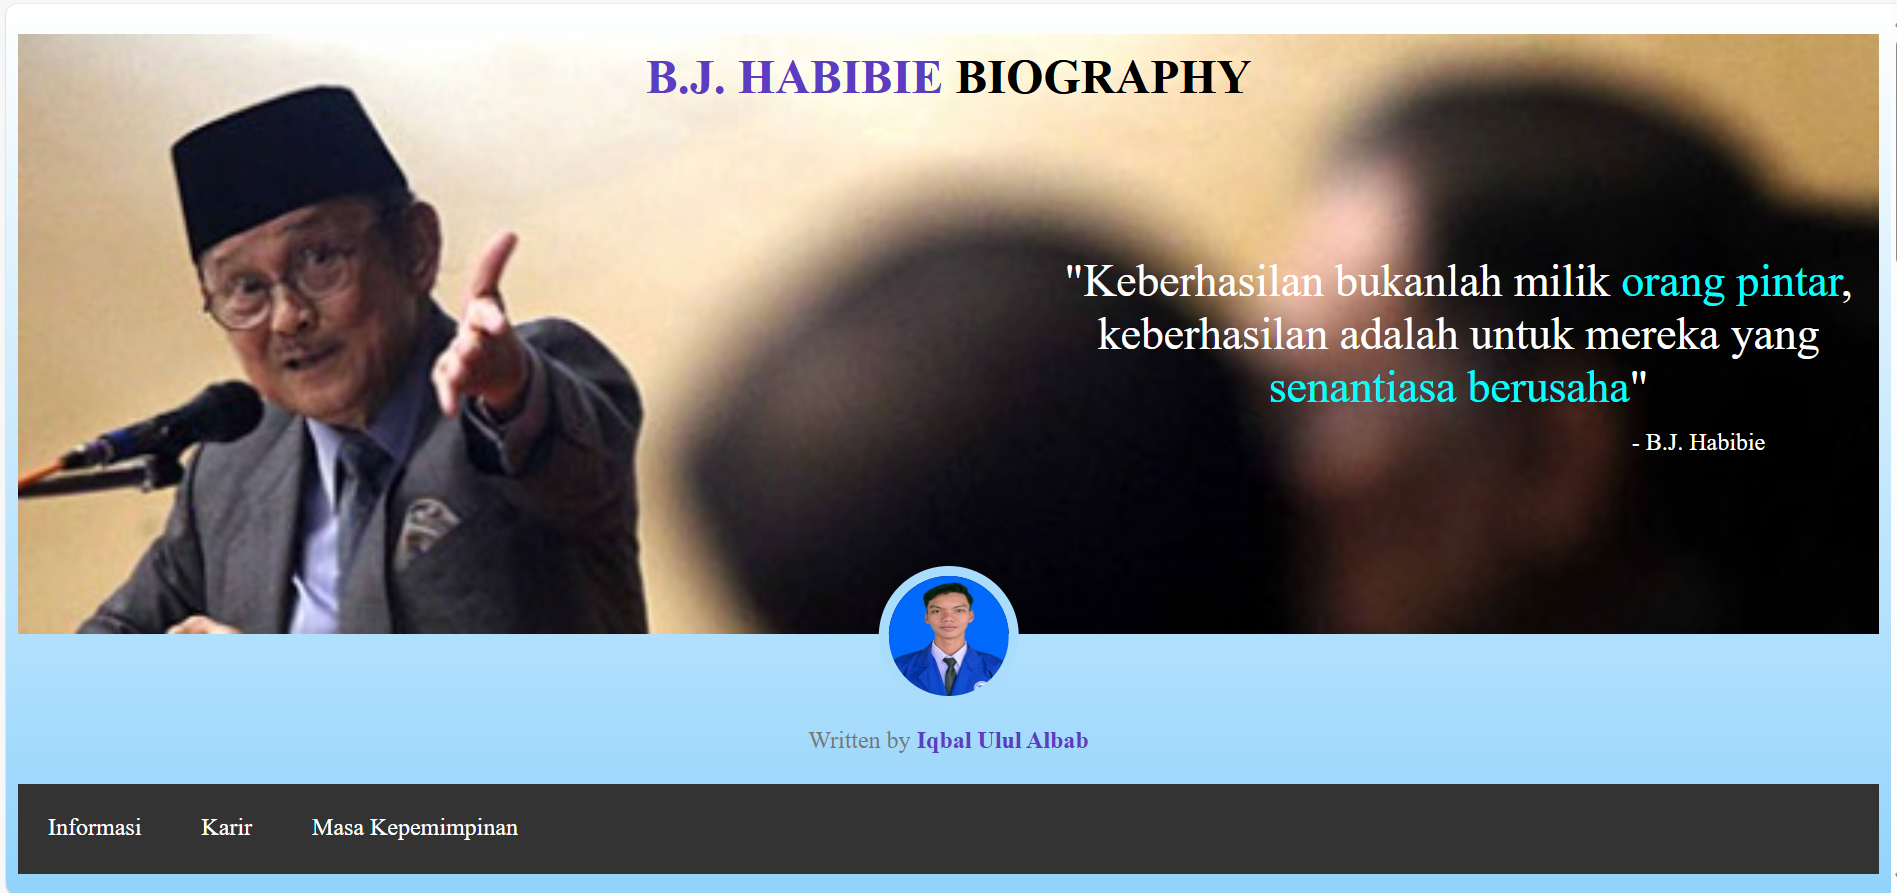 B.J. HABIBIE BIOGRAPHY
"Keberhasilan bukanlah milik orang pintar,
keberhasilan adalah untuk mereka yang
senantiasa berusaha"
- B.J. Habibie
Written by Iqbal Ulul Albab
Informasi Karir Masa Kepemimpinan